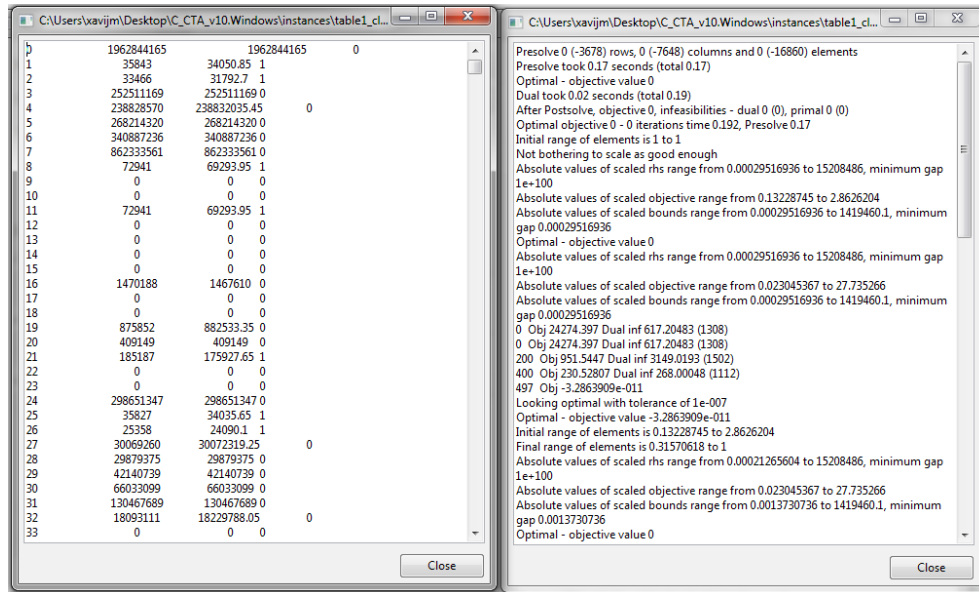 C:\Users\xavijm\Desktop\C_CTA_v10.Windows\instances\table1_cl...
0 1962844165 1962844165 0
1 35843 34050.85 1
2 33466 31792.7 1
3 252511169 252511169 0
4 238828570 238832035.45 0
5 268214320 268214320 0
6 340887236 340887236 0
7 862333561 862333561 0
8 72941 69293.95 1
9 0 0 0
10 0 0 0
11 72941 69293.95 1
12 0 0 0
13 0 0 0
14 0 0 0
15 0 0 0
16 1470188 1467610 0
17 0 0 0
18 0 0 0
19 875852 882533.35 0
20 409149 409149 0
21 185187 175927.65 1
22 0 0 0
23 0 0 0
24 298651347 298651347 0
25 35827 34035.65 1
26 25358 24090.1 1
27 30069260 30072319.25 0
28 29879375 29879375 0
29 42140739 42140739 0
30 66033099 66033099 0
31 130467689 130467689 0
32 18093111 18229788.05 0
33 0 0 0
Close
C:\Users\xavijm\Desktop\C_CTA_v10.Windows\instances\table1_cl...
Presolve 0 (-3678) rows, 0 (-7648) columns and 0 (-16860) elements
Presolve took 0.17 seconds (total 0.17)
Optimal - objective value 0
Dual took 0.02 seconds (total 0.19)
After Postsolve, objective 0, infeasibilities - dual 0 (0), primal 0 (0)
Optimal objective 0 - 0 iterations time 0.192, Presolve 0.17
Initial range of elements is 1 to 1
Not bothering to scale as good enough
Absolute values of scaled rhs range from 0.00029516936 to 15208486, minimum gap
1e+100
Absolute values of scaled objective range from 0.13228745 to 2.8626204
Absolute values of scaled bounds range from 0.00029516936 to 1419460.1, minimum
gap 0.00029516936
Optimal - objective value 0
Absolute values of scaled rhs range from 0.00029516936 to 15208486, minimum gap
1e+100
Absolute values of scaled objective range from 0.023045367 to 27.735266
Absolute values of scaled bounds range from 0.00029516936 to 1419460.1, minimum
gap 0.00029516936
0 Obj 24274.397 Dual inf 617.20483 (1308)
0 Obj 24274.397 Dual inf 617.20483 (1308)
200 Obj 951.5447 Dual inf 3149.0193 (1502)
400 Obj 230.52807 Dual inf 268.00048 (1112)
497 Obj -3.2863909e-011
Looking optimal with tolerance of 1e-007
Optimal - objective value -3.2863909e-011
Initial range of elements is 0.13228745 to 2.8626204
Final range of elements is 0.31570618 to 1
Absolute values of scaled rhs range from 0.00021265604 to 15208486, minimum gap
1e+100
Absolute values of scaled objective range from 0.023045367 to 27.735266
Absolute values of scaled bounds range from 0.0013730736 to 1419460.1, minimum
gap 0.0013730736
Optimal - objective value 0
Close